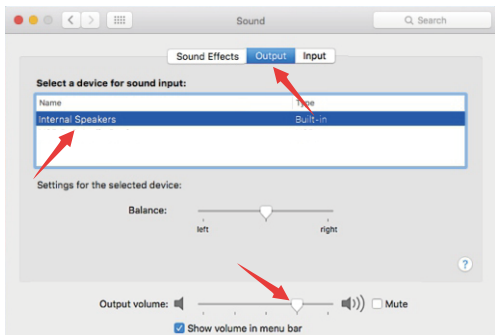 Sound
Search
Sound Effects Output Input
Select a device for sound input:
Name Type
Internal Speakers Built-in
Settings for the selected device:
Balance:
left right
?
Output volume: Mute
Show volume in menu bar